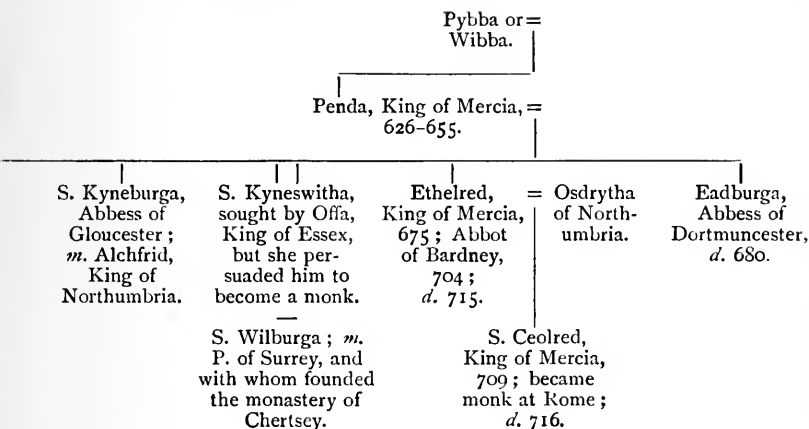 Pybba or =
Wibba.
Penda, King of Mercia, =
626–655.
S. Kyneburga,
Abbess of
Gloucester ;
m. Alchfrid,
King of
Northumbria.
S. Kyneswitha,
sought by Offa,
King of Essex,
but she per-
suaded him to
become a monk.
—
S. Wilburga ; m.
P. of Surrey, and
with whom founded
the monastery of
Chertsey.
Ethelred,
King of Mercia,
675 ; Abbot
of Bardney,
704 ;
d. 715.
= Osdrytha
of North-
umbria.
S. Ceolred,
King of Mercia,
709 ; became
monk at Rome ;
d. 716.
Eadburga,
Abbess of
Dortmuncester,
d. 680.